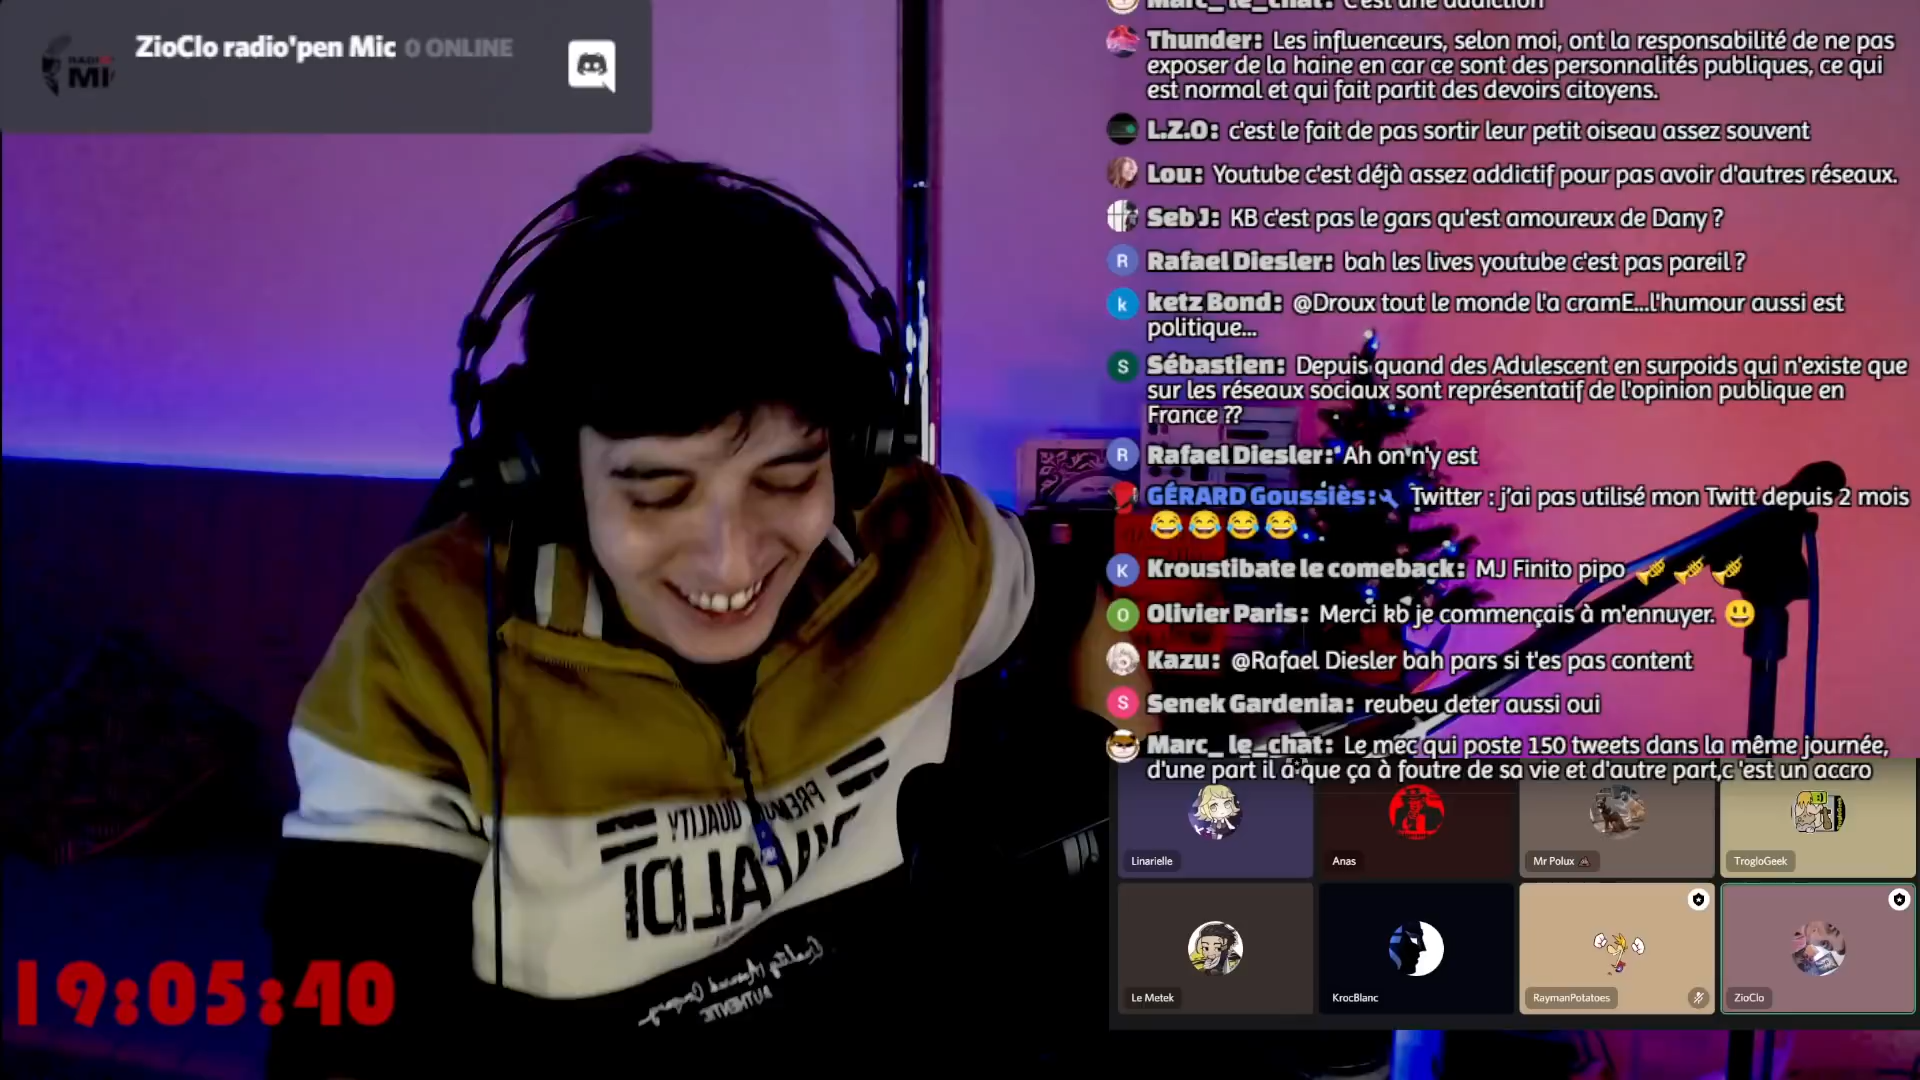 ZioClo radio'pen Mic 0 ONLINE
MI
Marc_le_chat: C'est une addiction
Thunder: Les influenceurs, selon moi, ont la responsabilité de ne pas
exposer de la haine en car ce sont des personnalités publiques, ce qui
est normal et qui fait partit des devoirs citoyens.
L.Z.O: c'est le fait de pas sortir leur petit oiseau assez souvent
Lou: Youtube c'est déjà assez addictif pour pas avoir d'autres réseaux.
Seb J: KB c'est pas le gars qu'est amoureux de Dany ?
R Rafael Diesler: bah les lives youtube c'est pas pareil ?
k ketz Bond: @Droux tout le monde l'a cramE...l'humour aussi est
politique...
S Sébastien: Depuis quand des Adulescent en surpoids qui n'existe que
sur les réseaux sociaux sont représentatif de l'opinion publique en
France ??
R Rafael Diesler: Ah on n'y est
GÉRARD Goussiès: Twitter : j'ai pas utilisé mon Twitt depuis 2 mois
😂 😂 😂 😂
K Kroustibate le comeback: MJ Finito pipo 🎺 🎺 🎺
O Olivier Paris: Merci kb je commençais à m'ennuyer. 😃
Kazu: @Rafael Diesler bah pars si t'es pas content
S Senek Gardenia: reubeu deter aussi oui
Marc_le_chat: Le mec qui poste 150 tweets dans la même journée,
d'une part il a que ça à foutre de sa vie et d'autre part,c 'est un accro
Linarielle
Anas
Mr Polux
TrogloGeek
Le Metek
KrocBlanc
RaymanPotatoes
ZioClo
PREMIUM QUALITY
AUTHENTIC
19:05:40